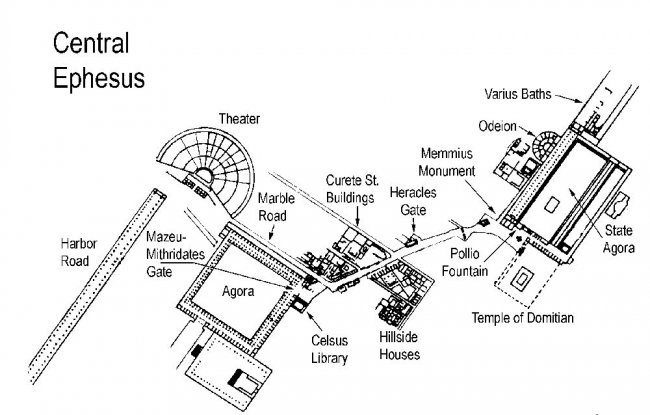 Central
Ephesus
Varius Baths
Theater
Odeion
Memmius
Monument
Curete St.
Buildings
Heracles
Gate
Marble
Road
Harbor
Road
Mazeu-
Mithridates
Gate
State
Agora
Pollio
Fountain
Agora
Temple of Domitian
Celsus
Library
Hillside
Houses